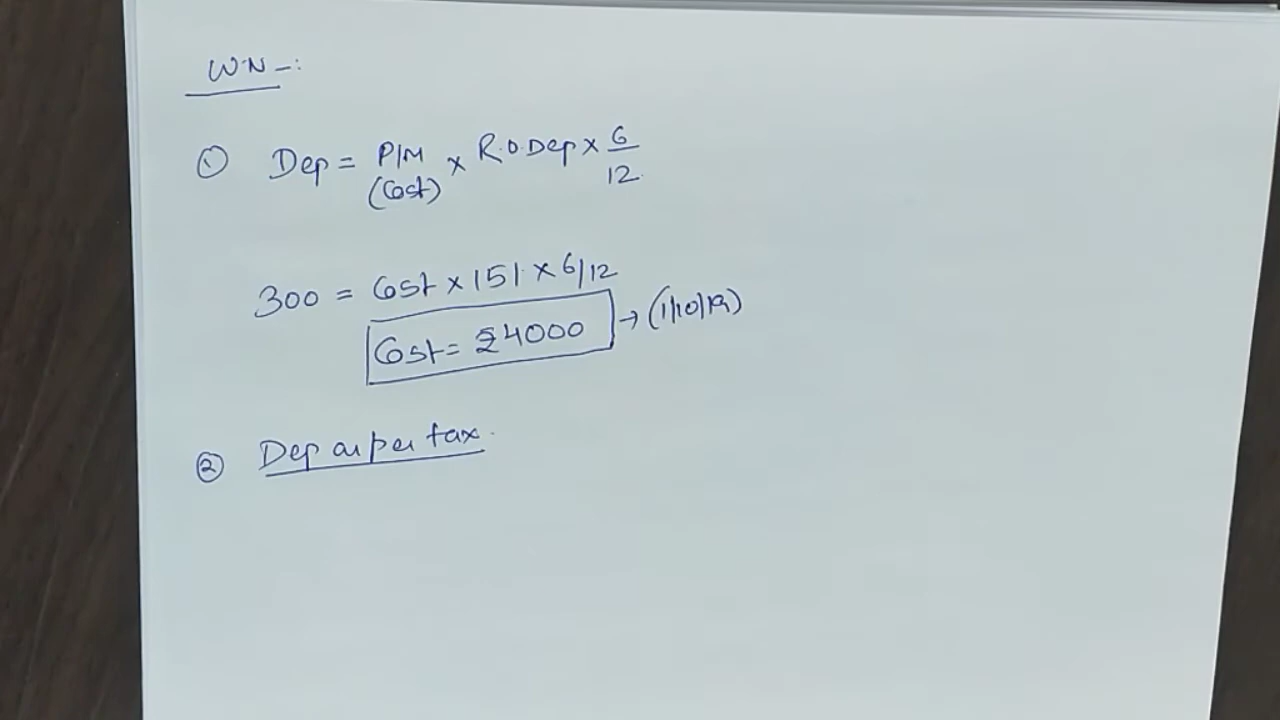 WN -:
① Dep = P/M (Cost) × R.O.Dep × 6/12
300 = Cost × 15% × 6/12
Cost = ₹4000 → (1/10/19)
② Dep as per tax.